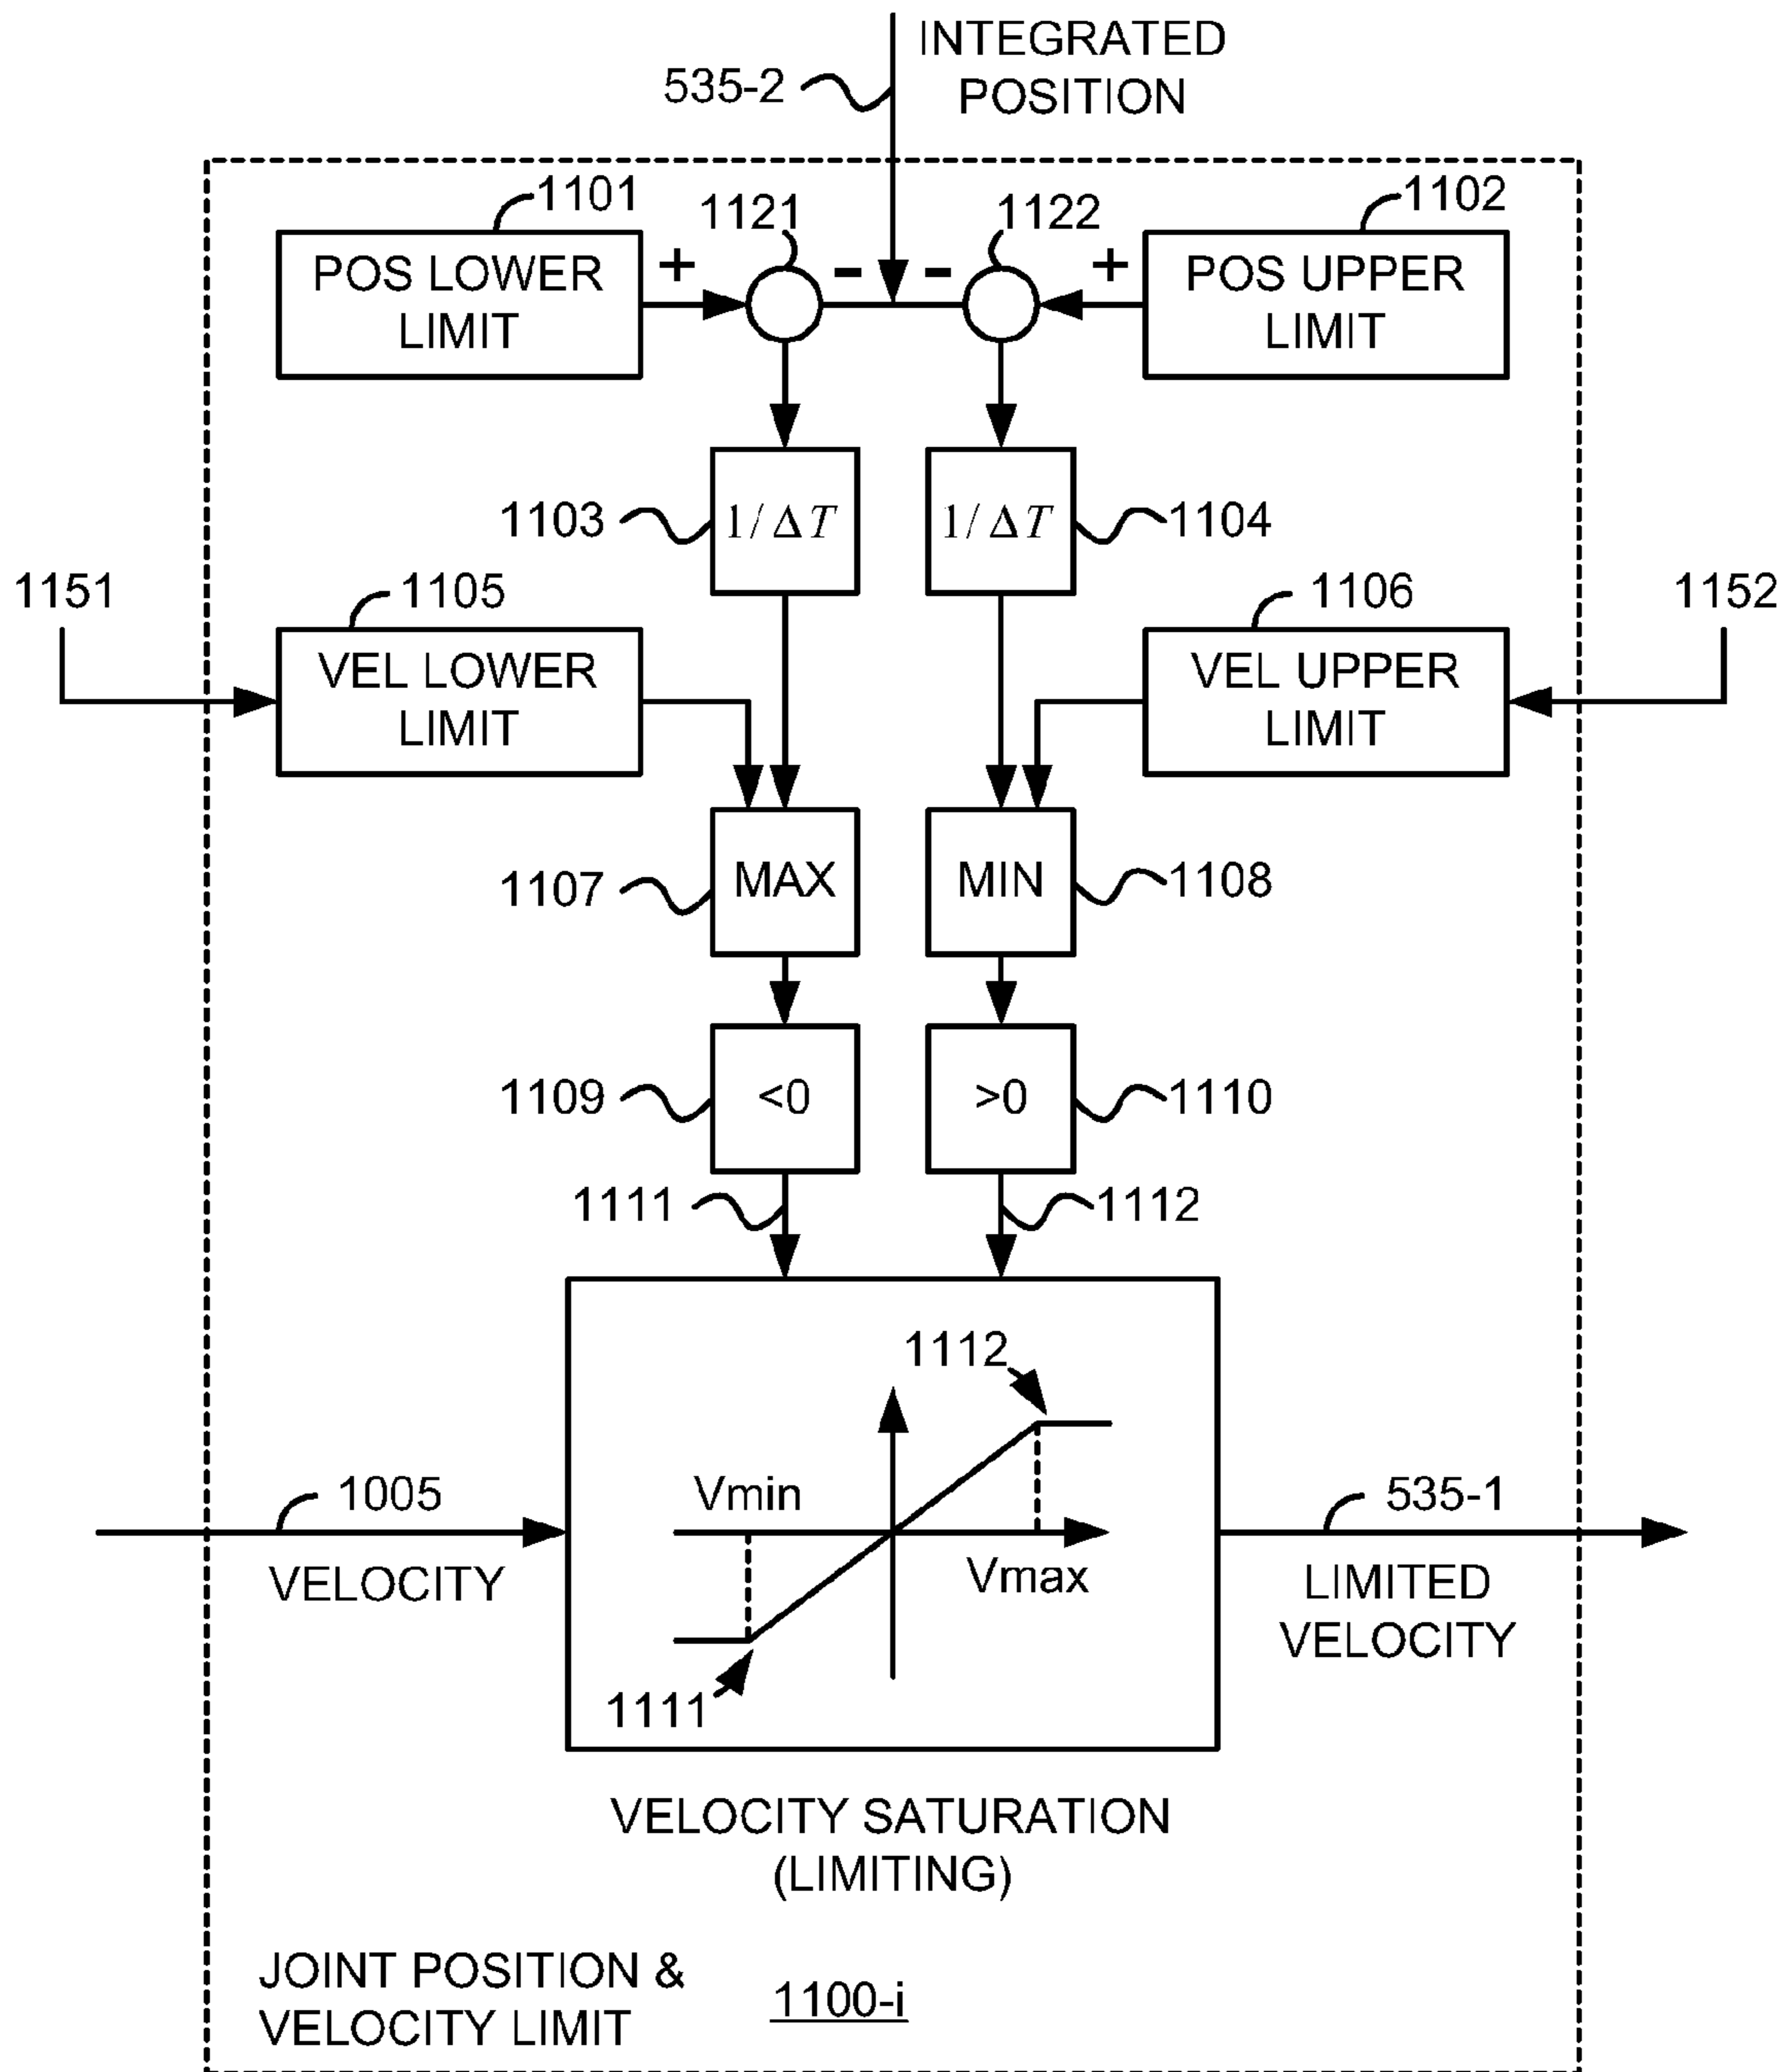 INTEGRATED
POSITION
535-2
1101
1121
1122
1102
POS LOWER
LIMIT
+
-
-
+
POS UPPER
LIMIT
1103
1/ΔT
1/ΔT
1104
1151
1105
1106
1152
VEL LOWER
LIMIT
VEL UPPER
LIMIT
1107
MAX
MIN
1108
1109
<0
>0
1110
1111
1112
1112
1005
Vmin
535-1
VELOCITY
Vmax
LIMITED
VELOCITY
1111
VELOCITY SATURATION
(LIMITING)
JOINT POSITION &
VELOCITY LIMIT
1100-i